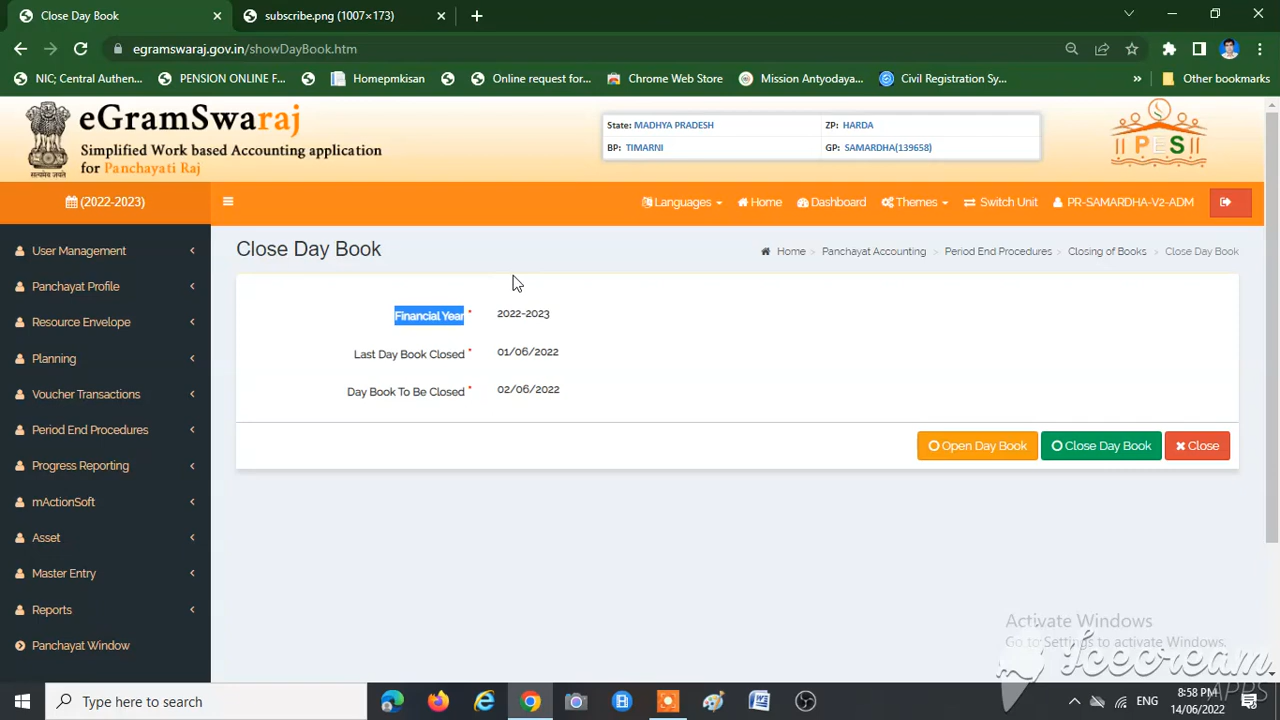 Close Day Book
subscribe.png (1007×173)
egramswaraj.gov.in/showDayBook.htm
NIC; Central Authen...
PENSION ONLINE F...
Homepmkisan
Online request for...
Chrome Web Store
Mission Antyodaya...
Civil Registration Sy...
»
Other bookmarks
eGramSwaraj
Simplified Work based Accounting application
for Panchayati Raj
सत्यमेव जयते
State: MADHYA PRADESH
ZP: HARDA
BP: TIMARNI
GP: SAMARDHA(139658)
PES
(2022-2023)
Languages
Home
Dashboard
Themes
Switch Unit
PR-SAMARDHA-V2-ADM
User Management
Panchayat Profile
Resource Envelope
Planning
Voucher Transactions
Period End Procedures
Progress Reporting
mActionSoft
Asset
Master Entry
Reports
Panchayat Window
Close Day Book
Home > Panchayat Accounting > Period End Procedures > Closing of Books > Close Day Book
Financial Year * 2022-2023
Last Day Book Closed * 01/06/2022
Day Book To Be Closed * 02/06/2022
Open Day Book
Close Day Book
Close
Activate Windows
Go to Settings to activate Windows.
Icecream
APPS
Type here to search
ENG
8:58 PM
14/06/2022